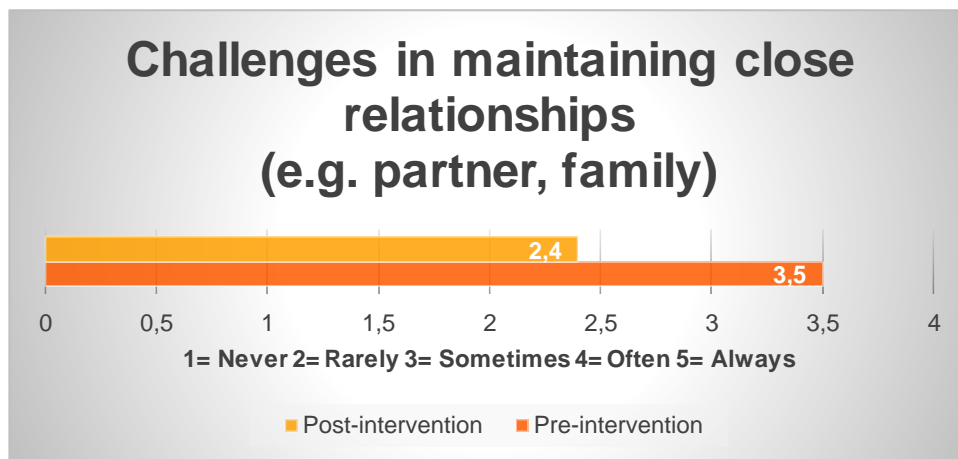 Challenges in maintaining close
relationships
(e.g. partner, family)
2,4
3,5
0 0,5 1 1,5 2 2,5 3 3,5 4
1= Never 2= Rarely 3= Sometimes 4= Often 5= Always
Post-intervention Pre-intervention